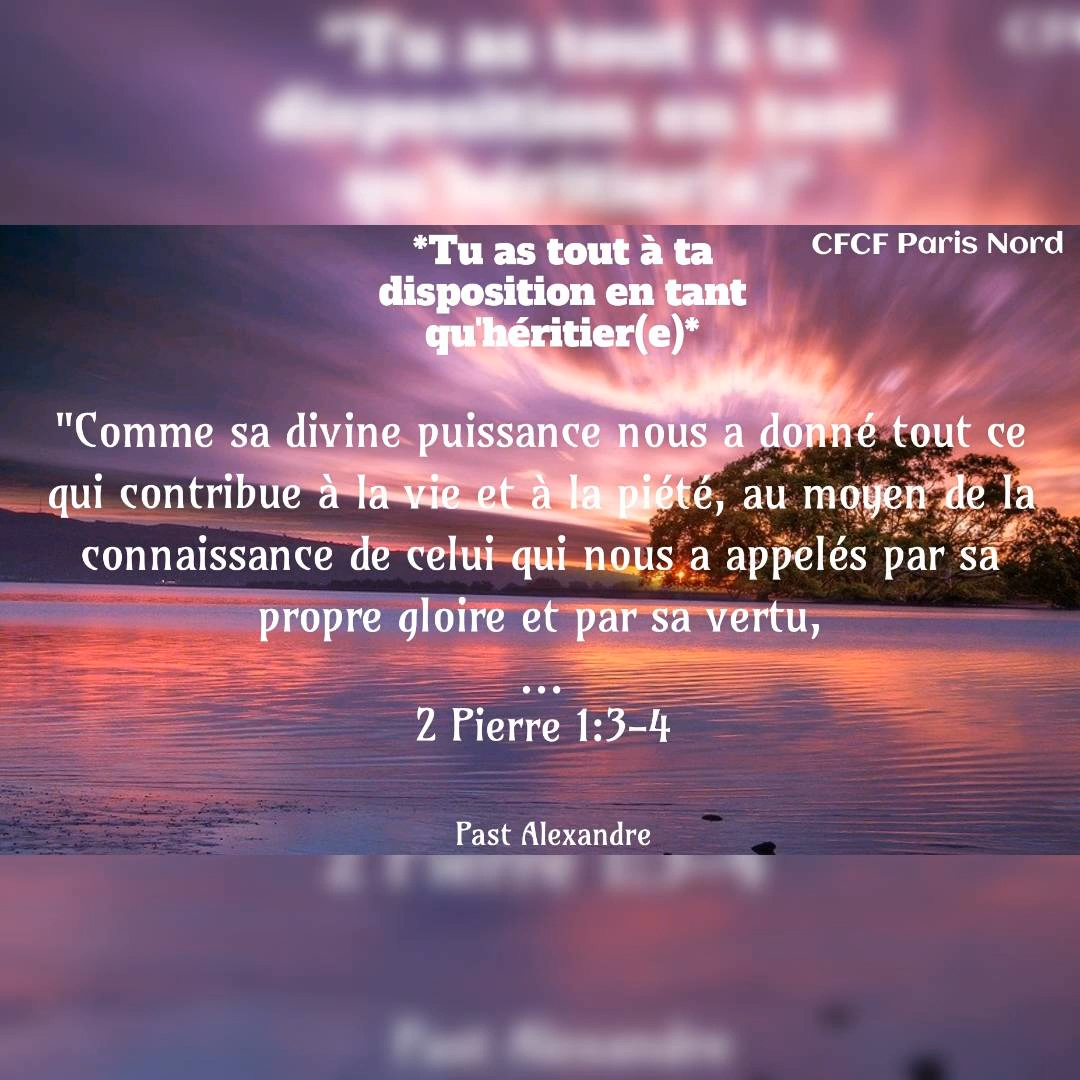 *Tu as tout à ta
disposition en tant
qu'héritier(e)*
CFCF Paris Nord
"Comme sa divine puissance nous a donné tout ce
qui contribue à la vie et à la piété, au moyen de la
connaissance de celui qui nous a appelés par sa
propre gloire et par sa vertu,
...
2 Pierre 1:3-4
Past Alexandre